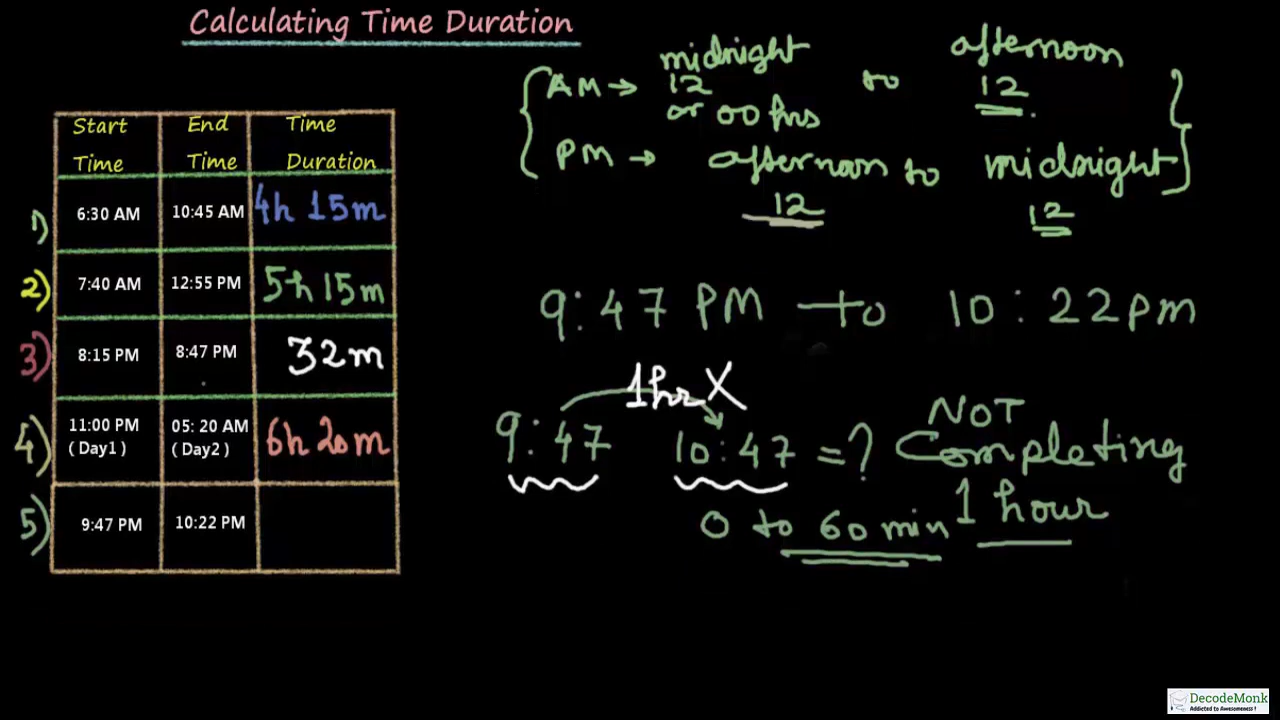 Calculating Time Duration
Start Time
End Time
Time Duration
1)
6:30 AM
10:45 AM
4h 15m
2)
7:40 AM
12:55 PM
5h 15m
3)
8:15 PM
8:47 PM
32m
4)
11:00 PM
( Day1 )
05: 20 AM
( Day2 )
6h 20m
5)
9:47 PM
10:22 PM
midnight afternoon
AM → 12 to 12
or 00 hrs
PM → afternoon to midnight
12 12
9:47 PM to 10:22 pm
1hr X
9:47 10:47 = ? NOT
Completing
0 to 60 min 1 hour
DecodeMonk
Addicted to Awesomeness !